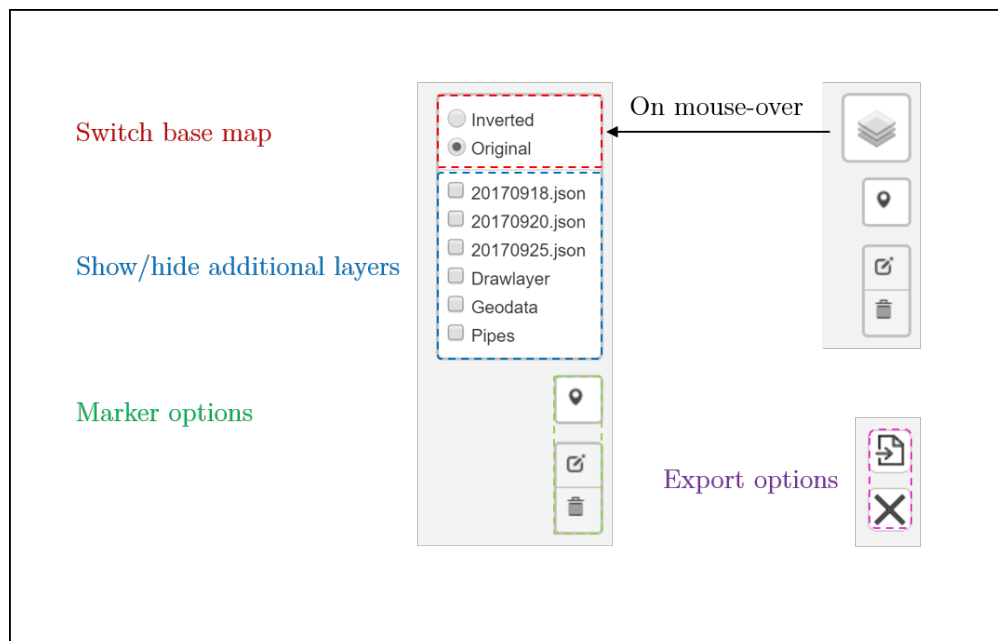 On mouse-over
Switch base map
Inverted
Original
20170918.json
20170920.json
20170925.json
Show/hide additional layers
Drawlayer
Geodata
Pipes
Marker options
Export options